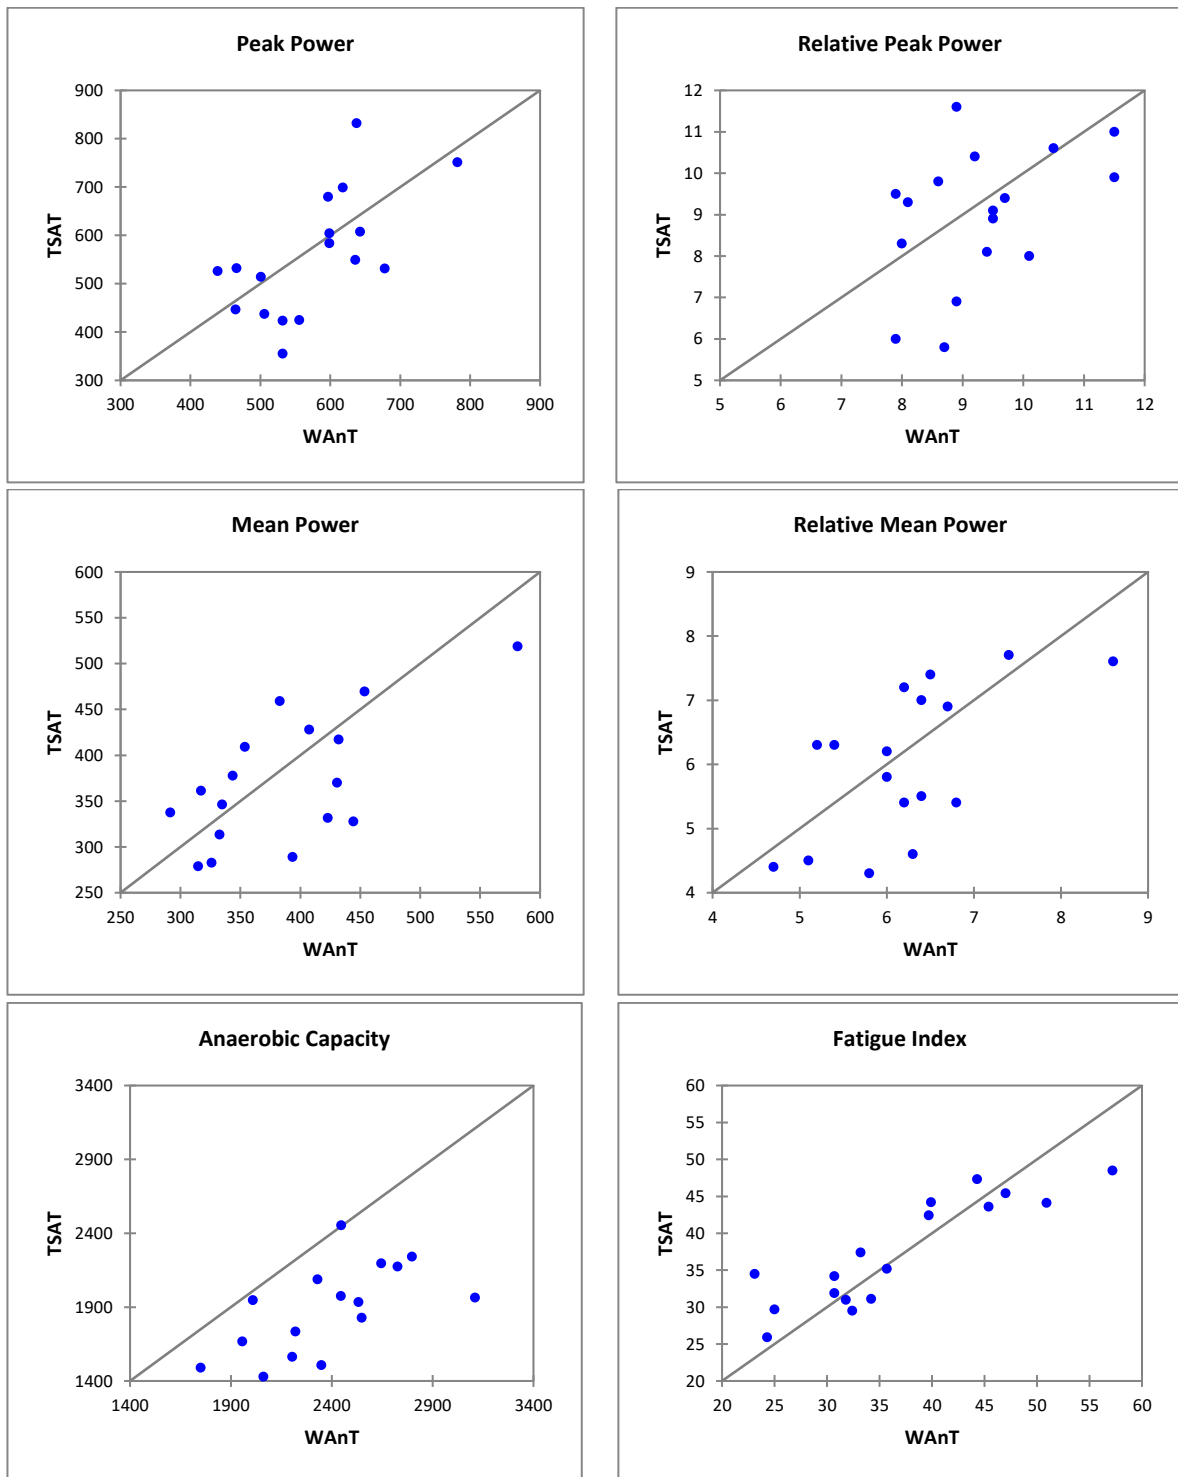 Peak Power
900
800
700
600
500
400
300
300 400 500 600 700 800 900
TSAT
WAnT
Relative Peak Power
12
11
10
9
8
7
6
5
5 6 7 8 9 10 11 12
TSAT
WAnT
Mean Power
600
550
500
450
400
350
300
250
250 300 350 400 450 500 550 600
TSAT
WAnT
Relative Mean Power
9
8
7
6
5
4
4 5 6 7 8 9
TSAT
WAnT
Anaerobic Capacity
3400
2900
2400
1900
1400
1400 1900 2400 2900 3400
TSAT
WAnT
Fatigue Index
60
55
50
45
40
35
30
25
20
20 25 30 35 40 45 50 55 60
TSAT
WAnT